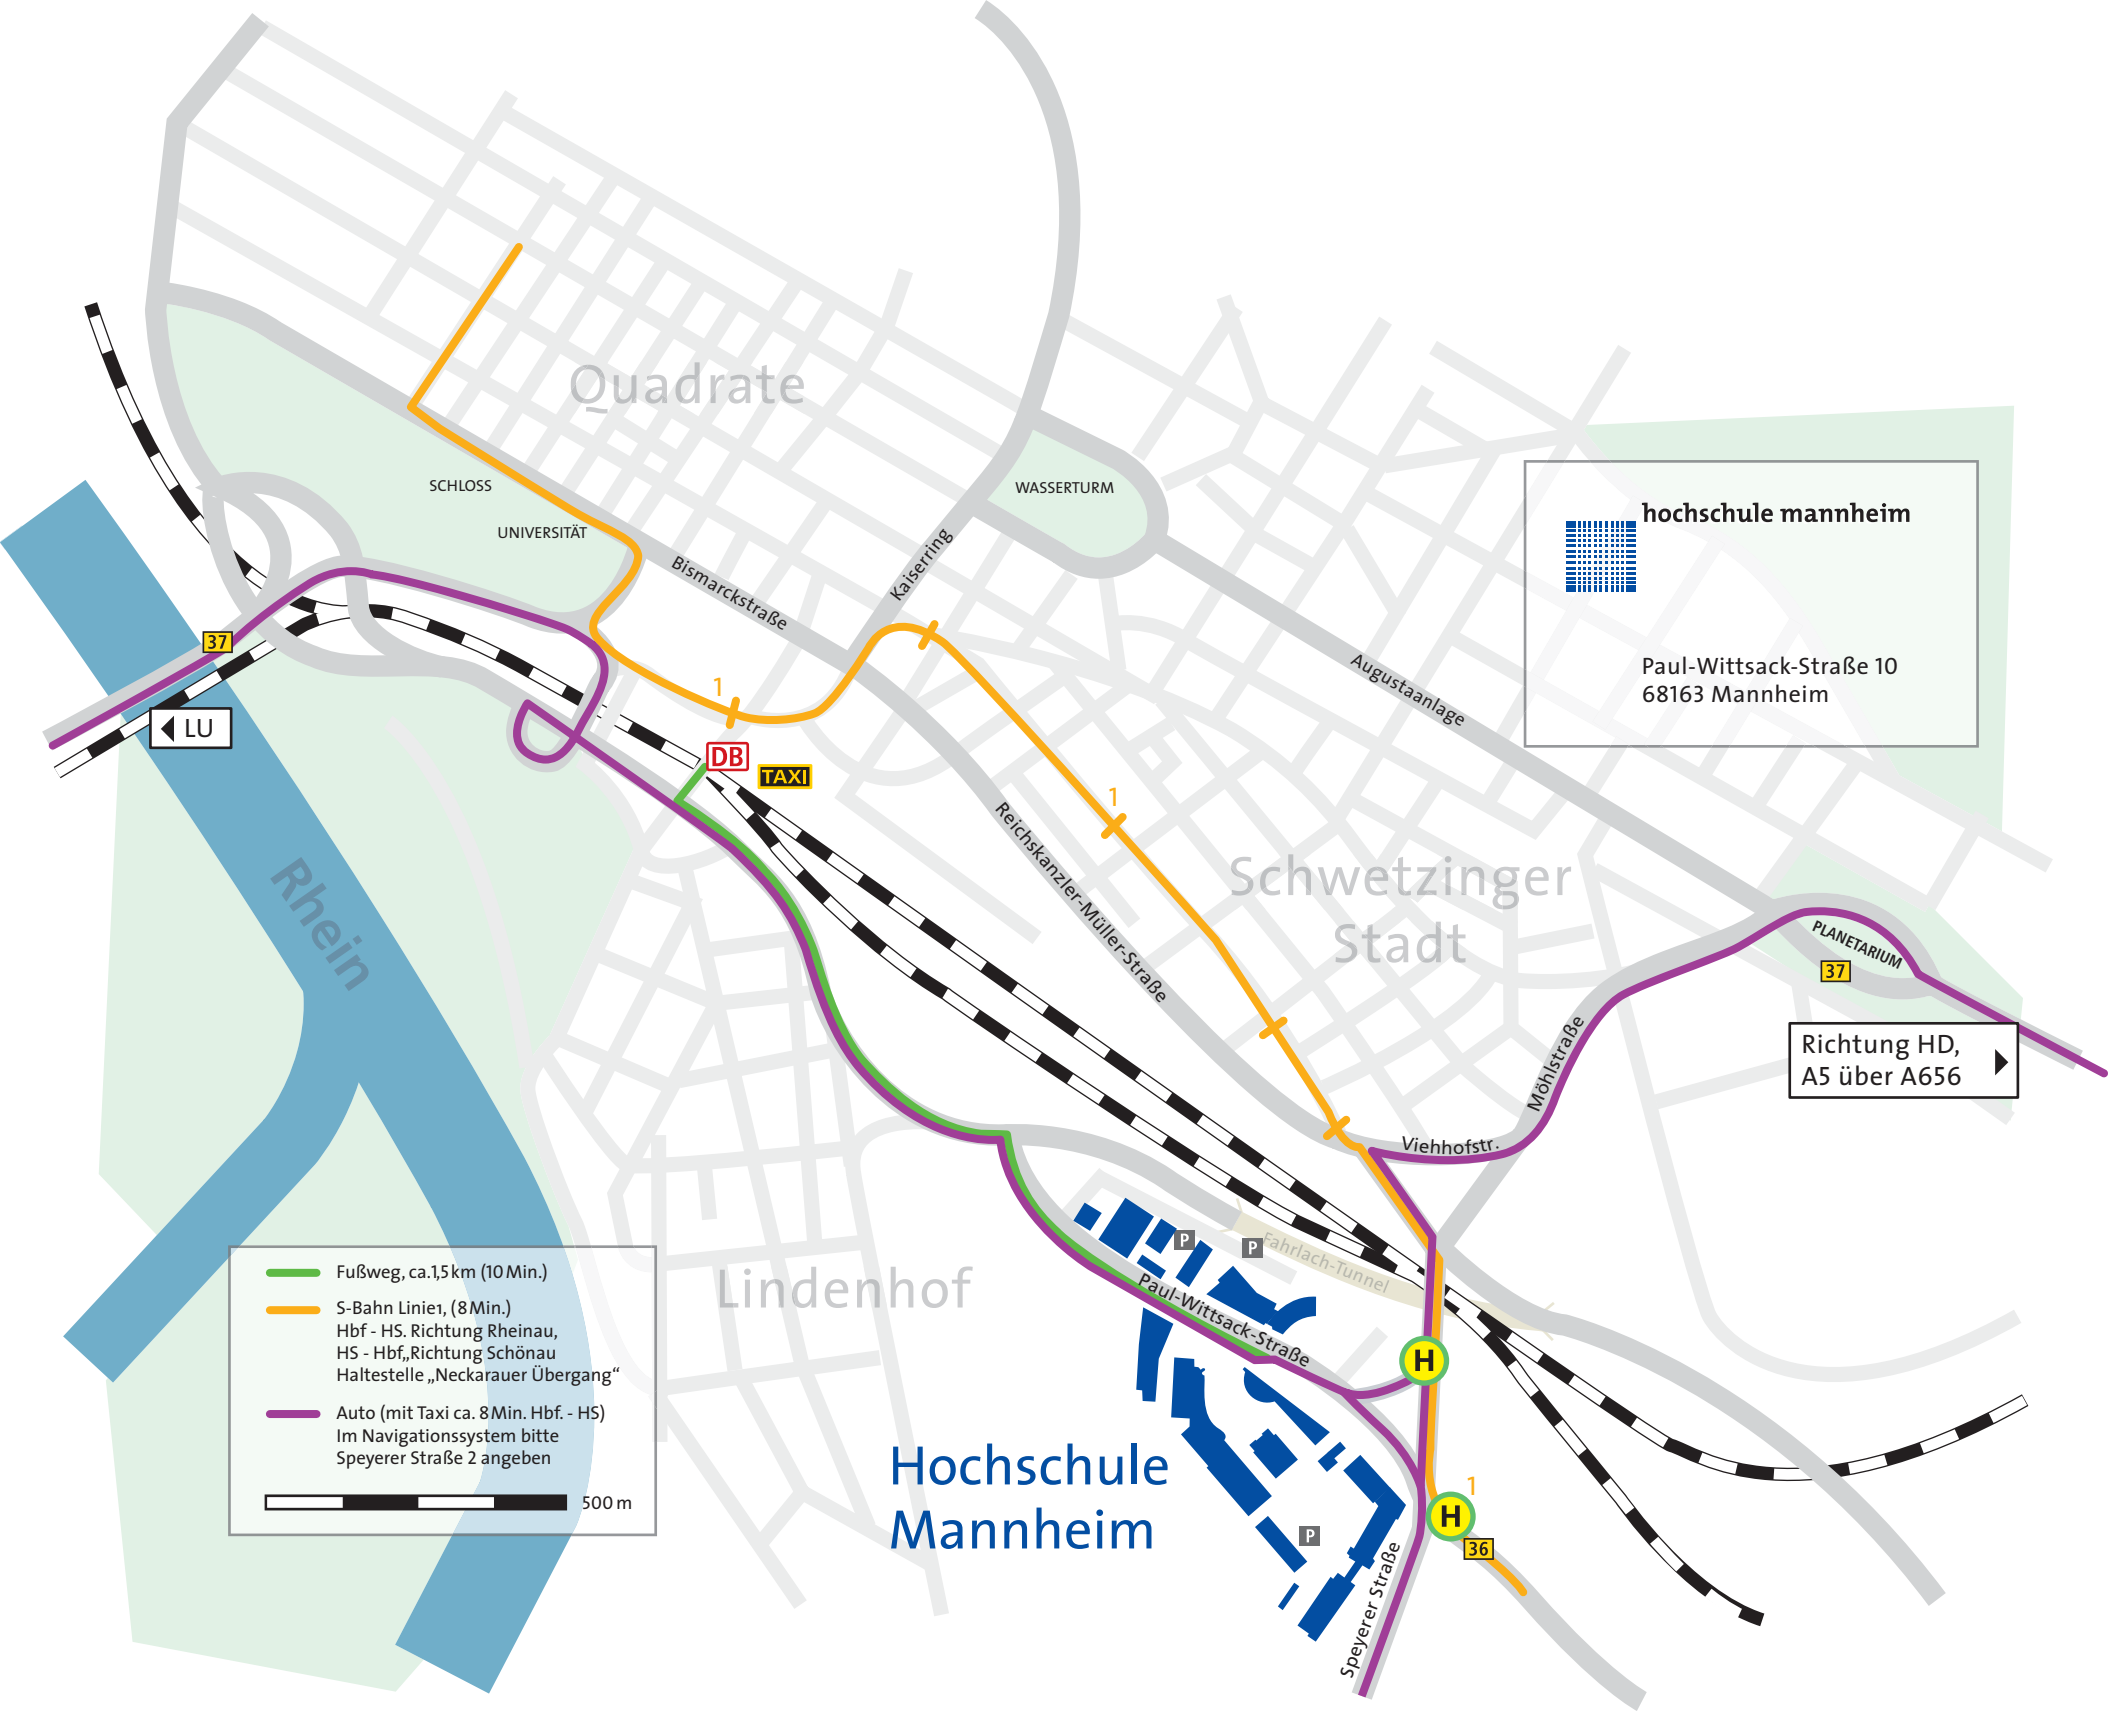 Quadrate
SCHLOSS
UNIVERSITÄT
WASSERTURM
hochschule mannheim
Paul-Wittsack-Straße 10
68163 Mannheim
Bismarckstraße
Kaiserring
Augustaanlage
37
LU
1
DB
TAXI
1
Rhein
Reichskanzler-Müller-Straße
Schwetzinger
Stadt
PLANETARIUM
37
Richtung HD,
A5 über A656
Möhlstraße
Viehhofstr.
P
P
Fahrlach-Tunnel
Lindenhof
Paul-Wittsack-Straße
H
Fußweg, ca.1,5km (10 Min.)
S-Bahn Linie1, (8 Min.)
Hbf - HS. Richtung Rheinau,
HS - Hbf„Richtung Schönau
Haltestelle „Neckarauer Übergang“
Auto (mit Taxi ca. 8 Min. Hbf. - HS)
Im Navigationssystem bitte
Speyerer Straße 2 angeben
500 m
Hochschule
Mannheim
P
1
H
36
Speyerer Straße